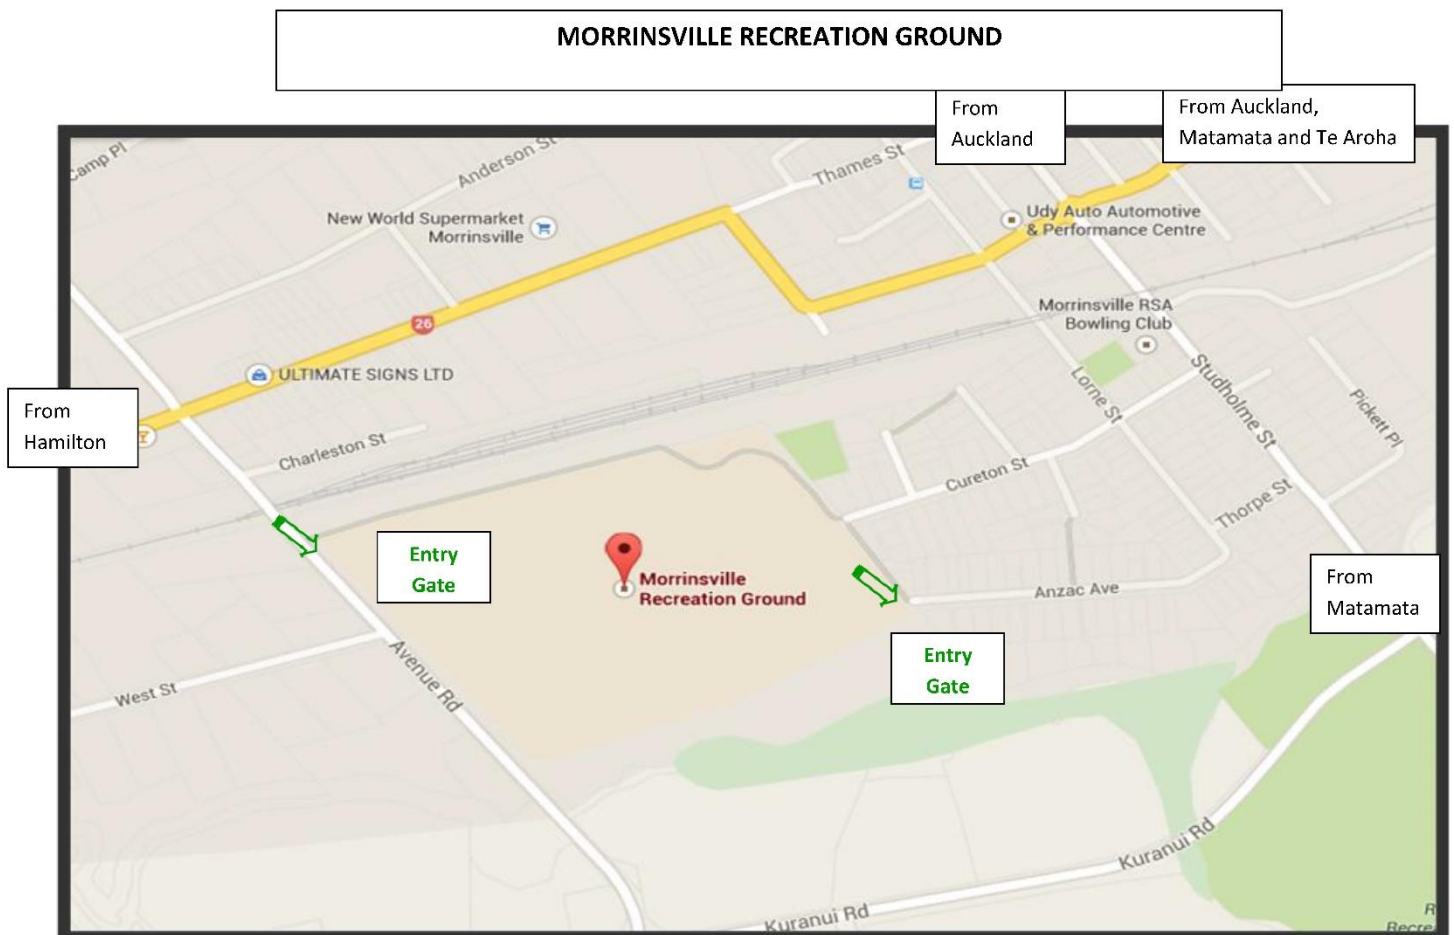 MORRINSVILLE RECREATION GROUND
From
Auckland
From Auckland,
Matamata and Te Aroha
Camp Pl
Anderson St
Thames St
New World Supermarket
Morrinsville
Udy Auto Automotive
& Performance Centre
26
Morrinsville RSA
Bowling Club
ULTIMATE SIGNS LTD
From
Hamilton
Lorne St
Studholme St
Pickett Pl
Charleston St
Cureton St
Thorpe St
Entry
Gate
Morrinsville
Recreation Ground
Anzac Ave
From
Matamata
Entry
Gate
West St
Avenue Rd
Kuranui Rd
Kuranui Rd
R
Recre